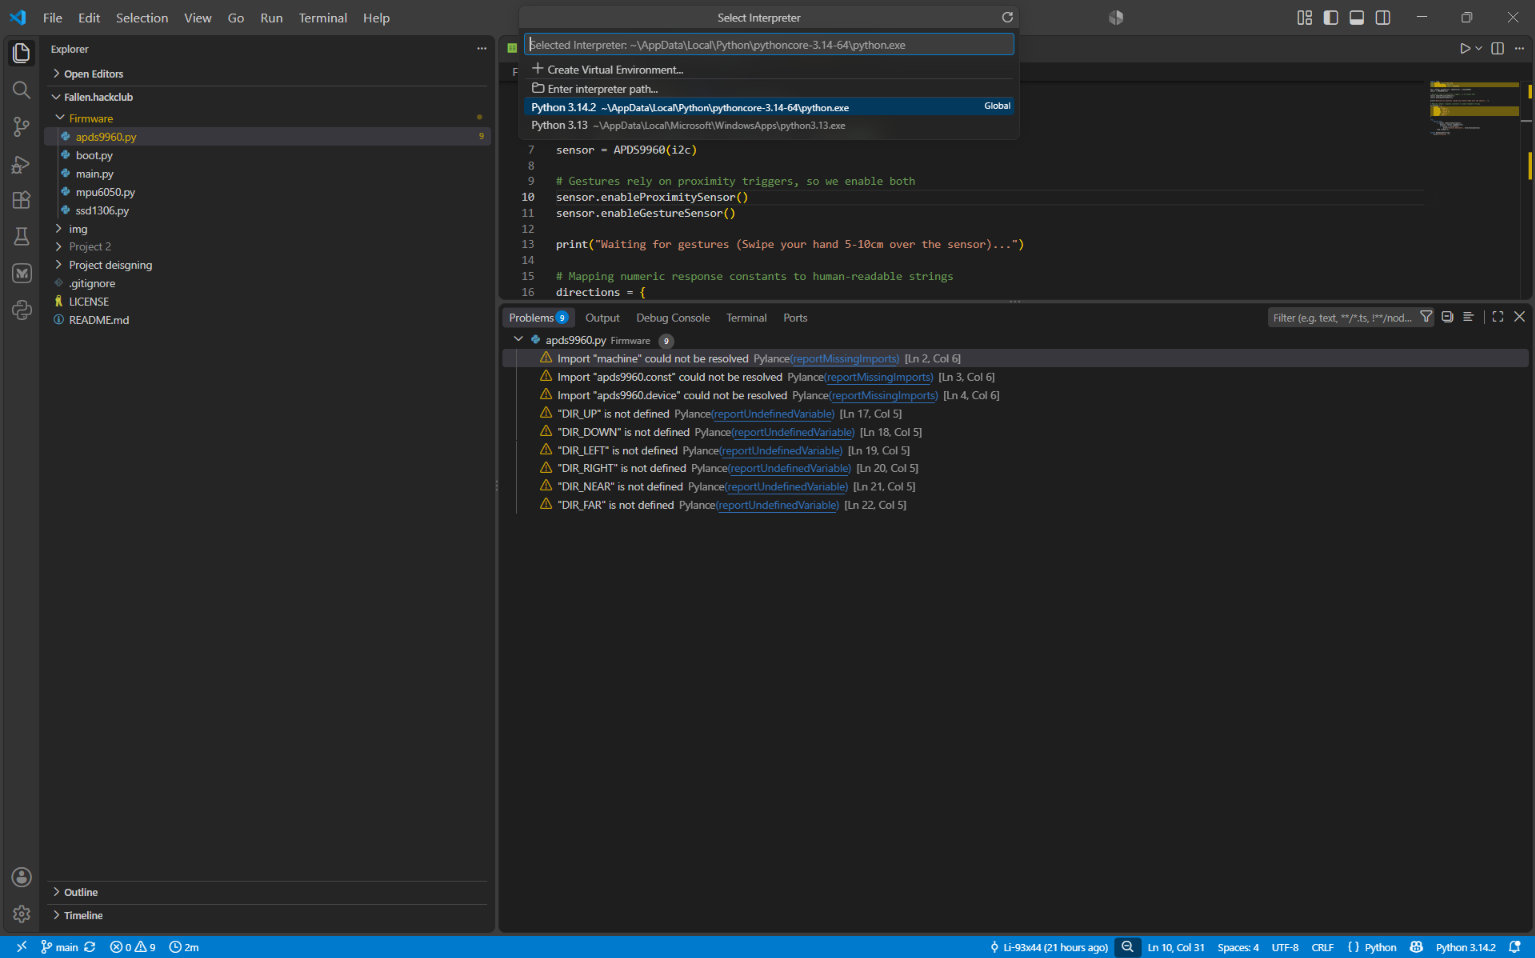 File Edit Selection View Go Run Terminal Help
Select Interpreter
Explorer
Selected Interpreter: ~\AppData\Local\Python\pythoncore-3.14-64\python.exe
Open Editors
Create Virtual Environment...
Enter interpreter path...
Python 3.14.2 ~\AppData\Local\Python\pythoncore-3.14-64\python.exe Global
Python 3.13 ~\AppData\Local\Microsoft\WindowsApps\python3.13.exe
Fallen.hackclub
Firmware
apds9960.py 9
boot.py
main.py
mpu6050.py
ssd1306.py
img
Project 2
Project deisgning
.gitignore
LICENSE
README.md
7 sensor = APDS9960(i2c)
8
9 # Gestures rely on proximity triggers, so we enable both
10 sensor.enableProximitySensor()
11 sensor.enableGestureSensor()
12
13 print("Waiting for gestures (Swipe your hand 5-10cm over the sensor)...")
14
15 # Mapping numeric response constants to human-readable strings
16 directions = {
Problems 9 Output Debug Console Terminal Ports Filter (e.g. text, **/*.ts, !**/nod...
apds9960.py Firmware 9
Import "machine" could not be resolved Pylance(reportMissingImports) [Ln 2, Col 6]
Import "apds9960.const" could not be resolved Pylance(reportMissingImports) [Ln 3, Col 6]
Import "apds9960.device" could not be resolved Pylance(reportMissingImports) [Ln 4, Col 6]
"DIR_UP" is not defined Pylance(reportUndefinedVariable) [Ln 17, Col 5]
"DIR_DOWN" is not defined Pylance(reportUndefinedVariable) [Ln 18, Col 5]
"DIR_LEFT" is not defined Pylance(reportUndefinedVariable) [Ln 19, Col 5]
"DIR_RIGHT" is not defined Pylance(reportUndefinedVariable) [Ln 20, Col 5]
"DIR_NEAR" is not defined Pylance(reportUndefinedVariable) [Ln 21, Col 5]
"DIR_FAR" is not defined Pylance(reportUndefinedVariable) [Ln 22, Col 5]
Outline
Timeline
main 0 9 2m Li-93x44 (21 hours ago) Ln 10, Col 31 Spaces: 4 UTF-8 CRLF { } Python Python 3.14.2